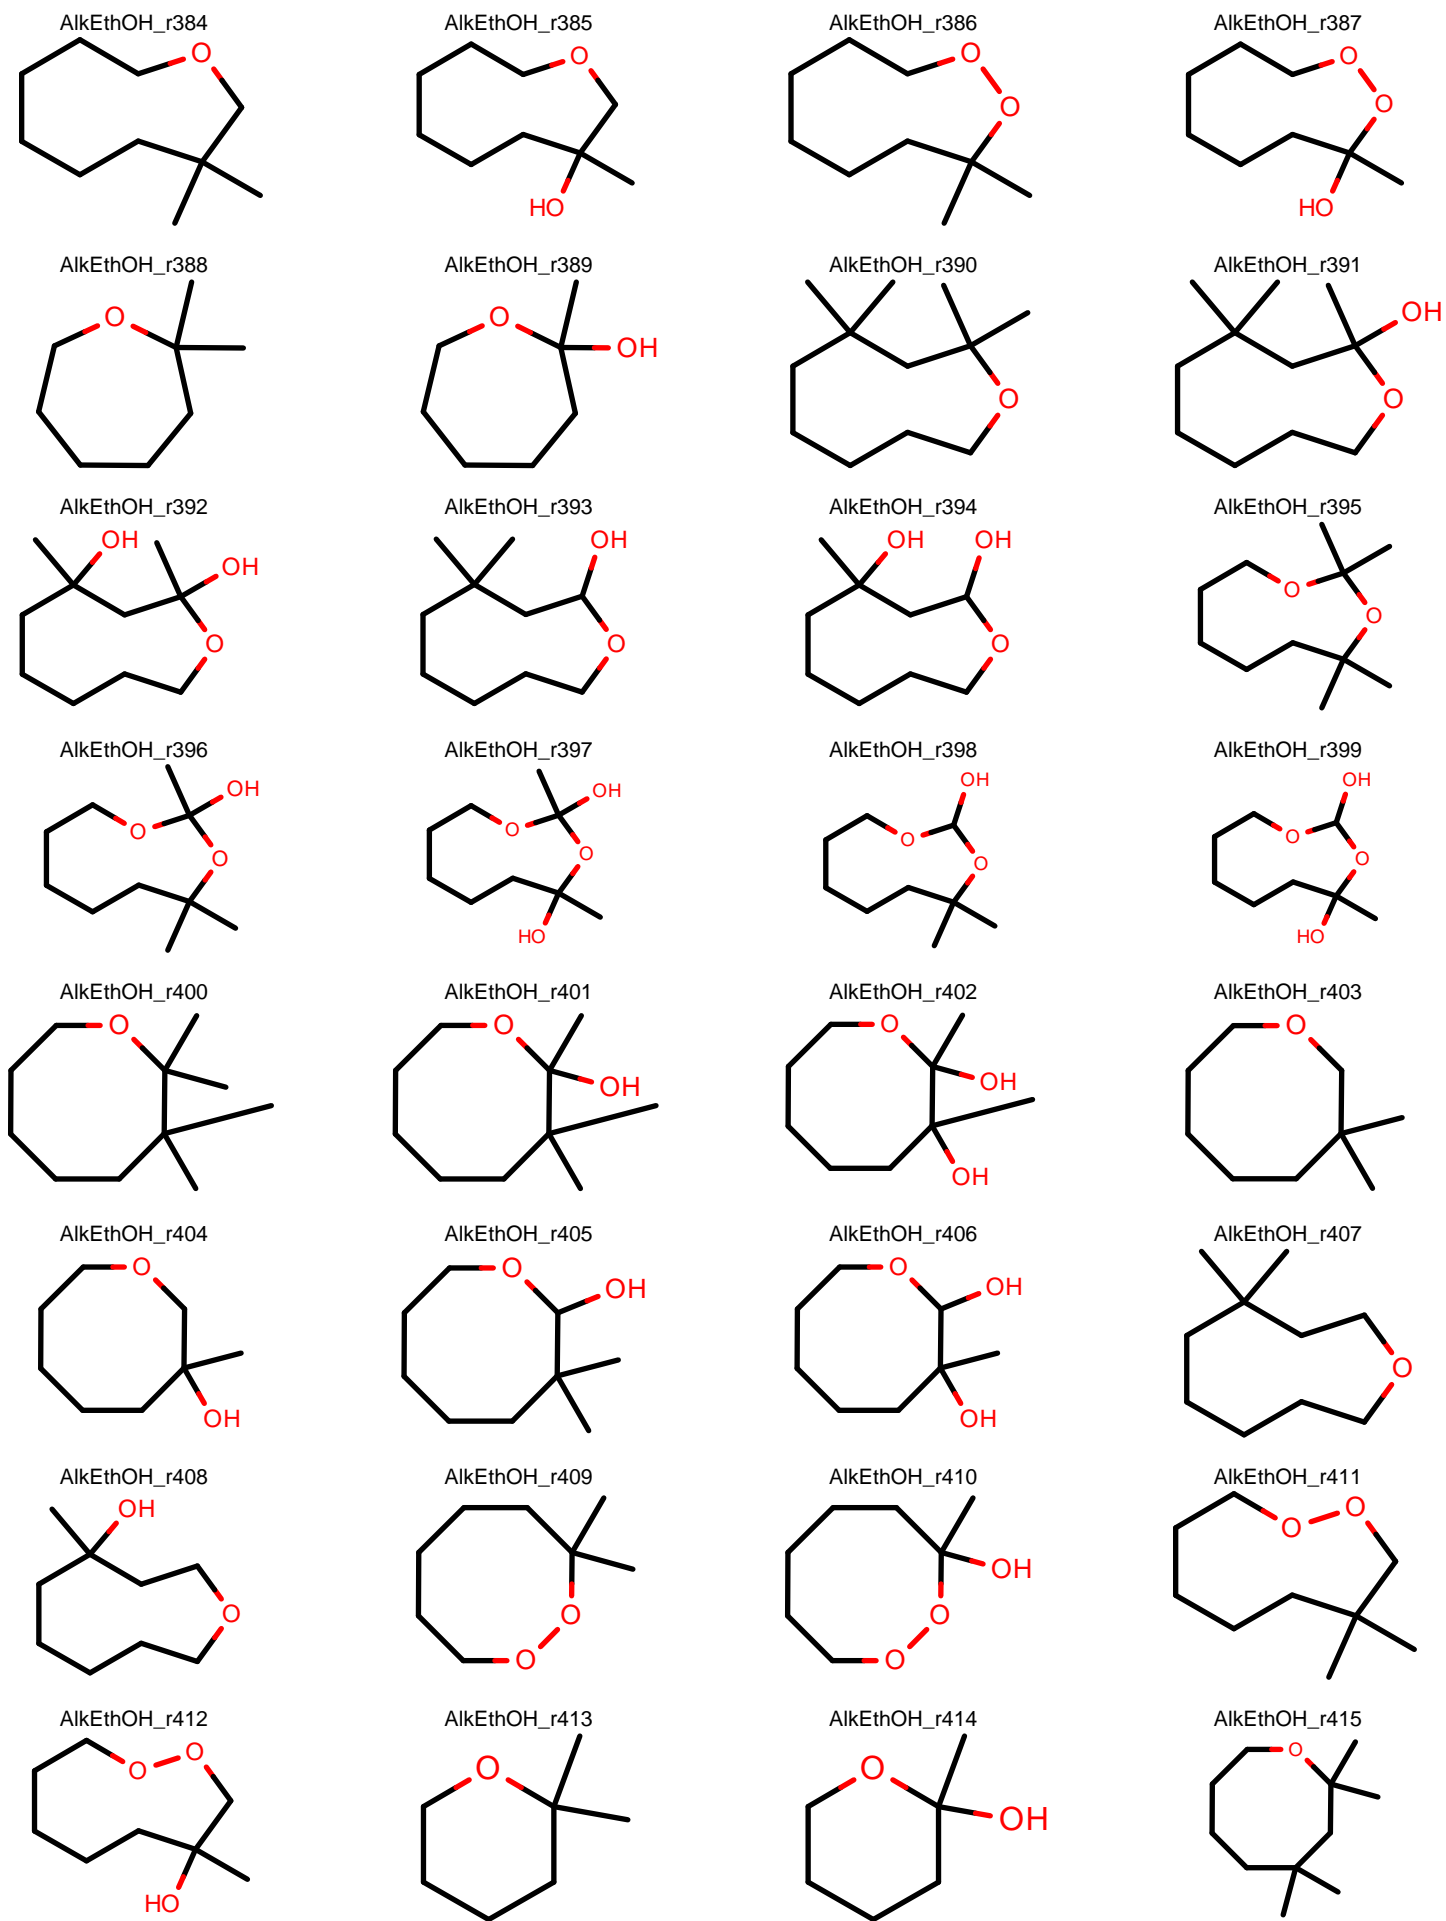 AlkEthOH_r384 AlkEthOH_r385 AlkEthOH_r386 AlkEthOH_r387
O O O O
O O
HO HO
AlkEthOH_r388 AlkEthOH_r389 AlkEthOH_r390 AlkEthOH_r391
O O OH
OH
O O
AlkEthOH_r392 AlkEthOH_r393 AlkEthOH_r394 AlkEthOH_r395
OH OH OH OH
OH O
O O O O
AlkEthOH_r396 AlkEthOH_r397 AlkEthOH_r398 AlkEthOH_r399
OH OH OH OH
O O O O
O O O O
HO HO
AlkEthOH_r400 AlkEthOH_r401 AlkEthOH_r402 AlkEthOH_r403
O O O O
OH OH
OH
AlkEthOH_r404 AlkEthOH_r405 AlkEthOH_r406 AlkEthOH_r407
O O O
OH OH
O
OH OH
AlkEthOH_r408 AlkEthOH_r409 AlkEthOH_r410 AlkEthOH_r411
OH O O
OH
O O O
O O
AlkEthOH_r412 AlkEthOH_r413 AlkEthOH_r414 AlkEthOH_r415
O O O O O
OH
HO